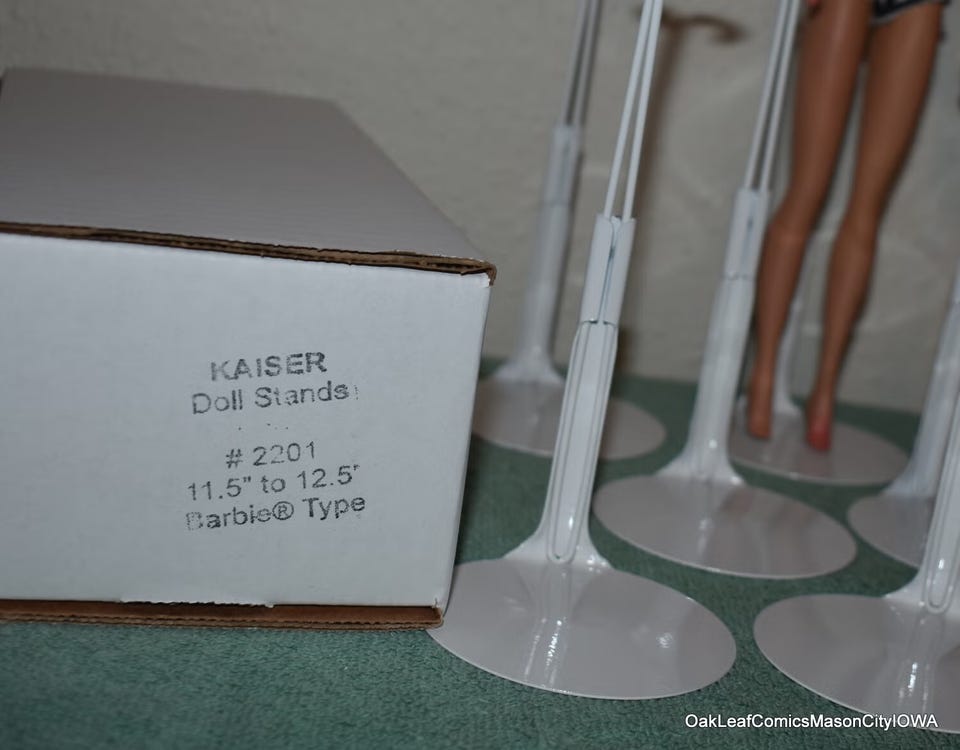 KAISER
Doll Stands
# 2201
11.5" to 12.5"
Barbie® Type
OakLeafComicsMasonCityIOWA